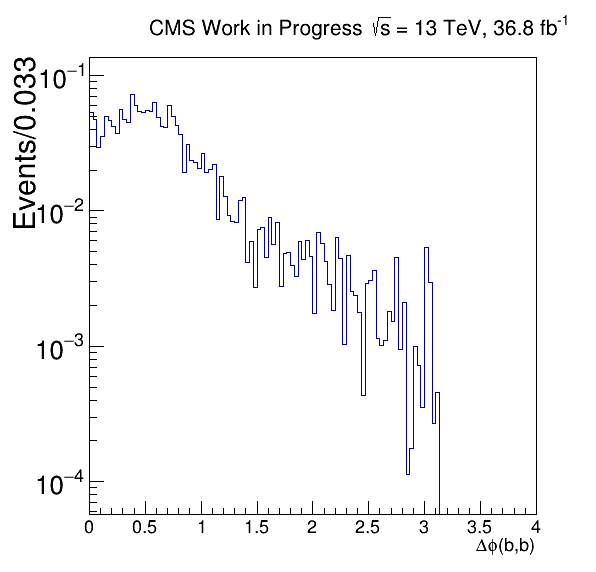 CMS Work in Progress √s = 13 TeV, 36.8 fb⁻¹
Events/0.033
10⁻¹
10⁻²
10⁻³
10⁻⁴
0 0.5 1 1.5 2 2.5 3 3.5 4
Δϕ(b,b)